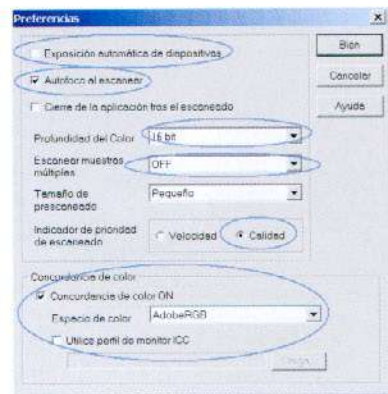 Preferencias
Exposición automática de diapositivas
Bien
Autofoco al escanear
Cancelar
Cierre de la aplicación tras el escaneado
Ayuda
Profundidad del Color
16 bit
Escanear muestras múltiples
OFF
Tamaño de preescaneado
Pequeño
Indicador de prioridad de escaneado
Velocidad
Calidad
Concordancia de color
Concordancia de color ON
Espacio de color
AdobeRGB
Utilice perfil de monitor ICC